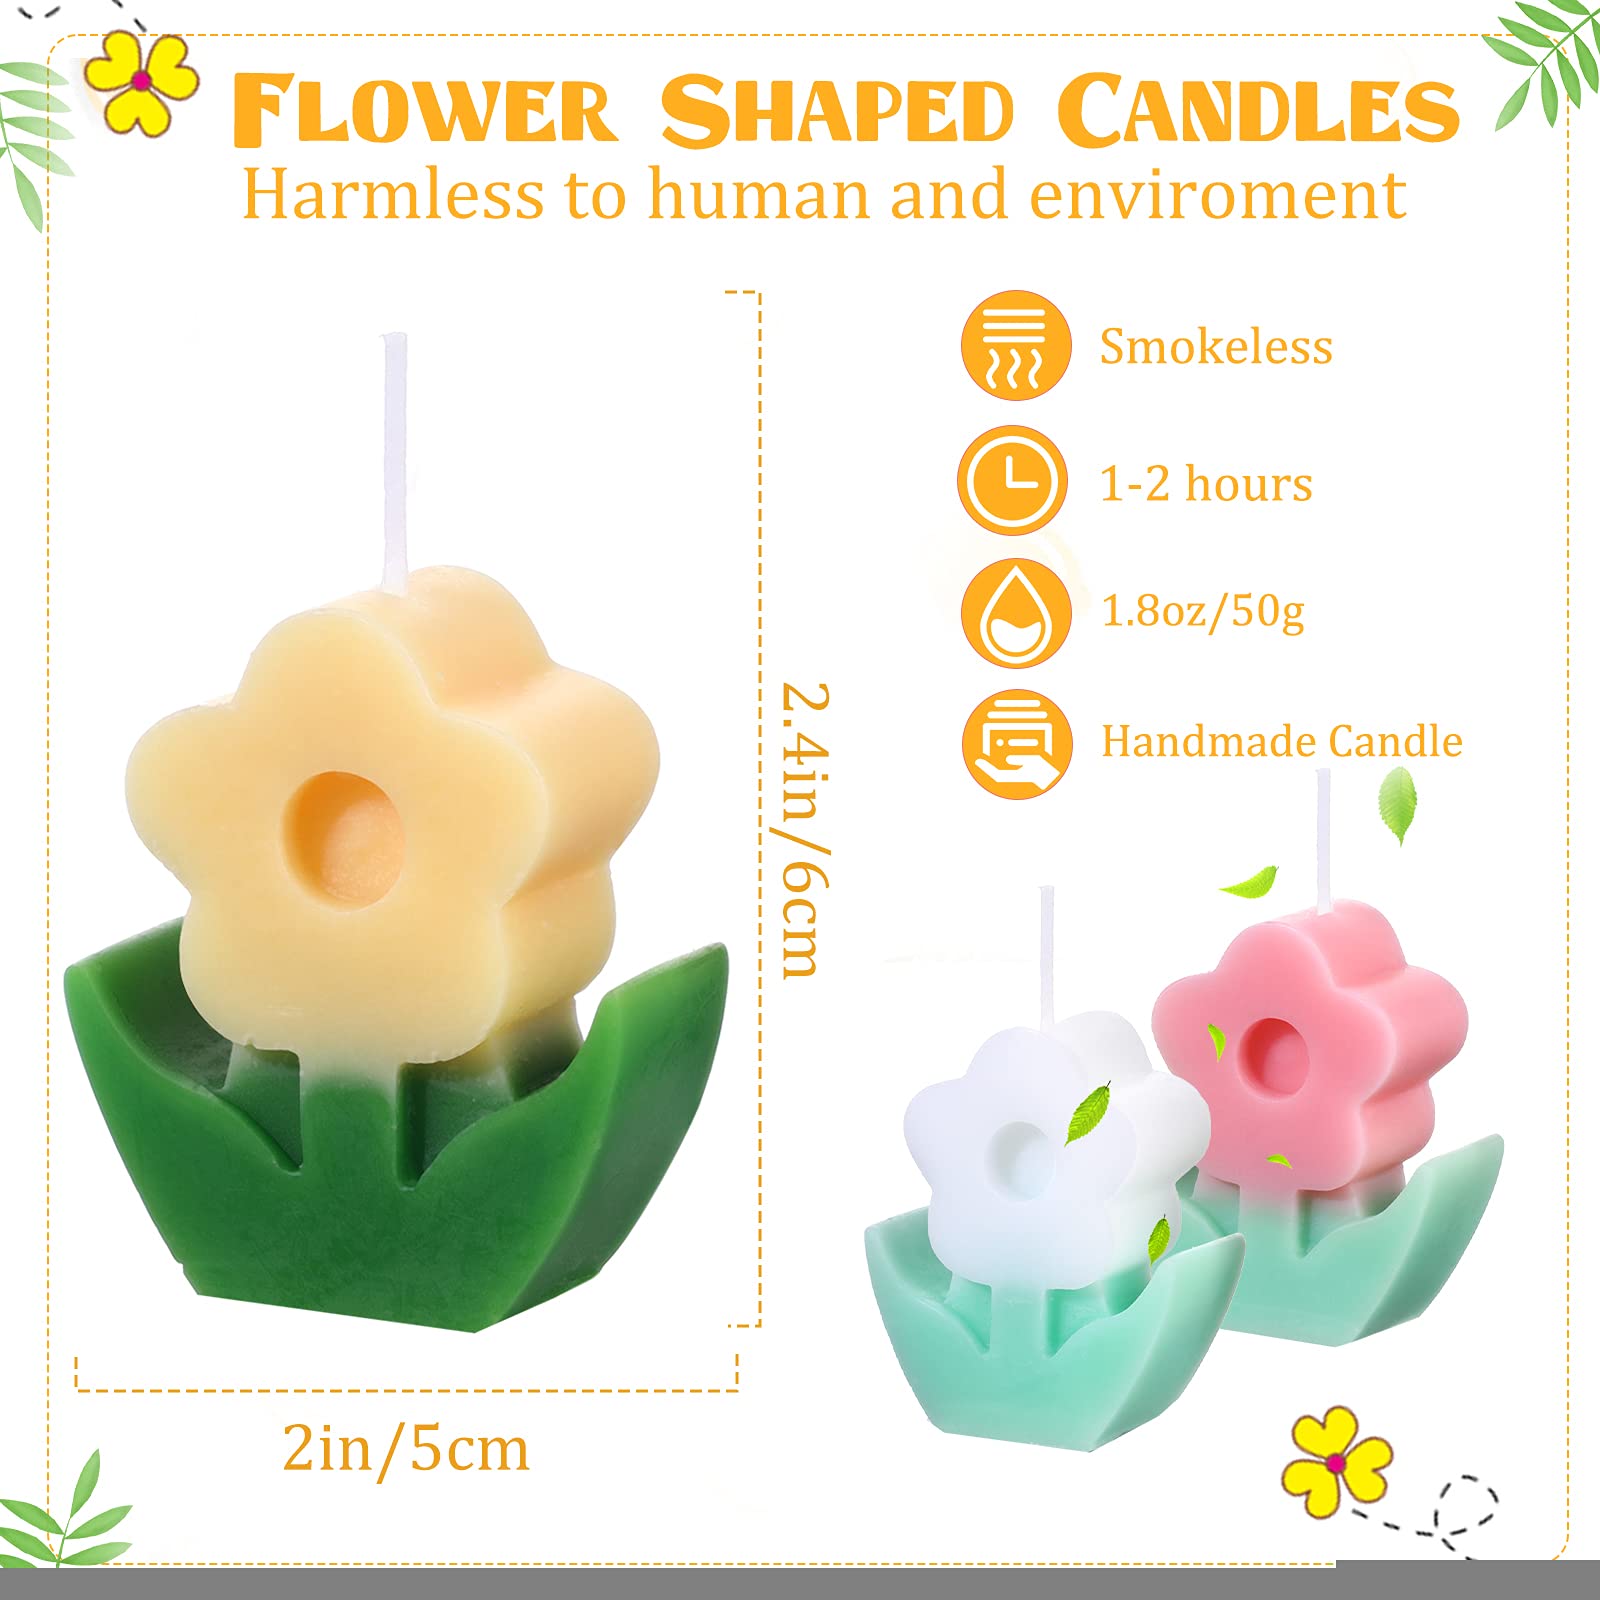 FLOWER SHAPED CANDLES
Harmless to human and enviroment
Smokeless
1-2 hours
1.8oz/50g
Handmade Candle
2.4in/6cm
2in/5cm